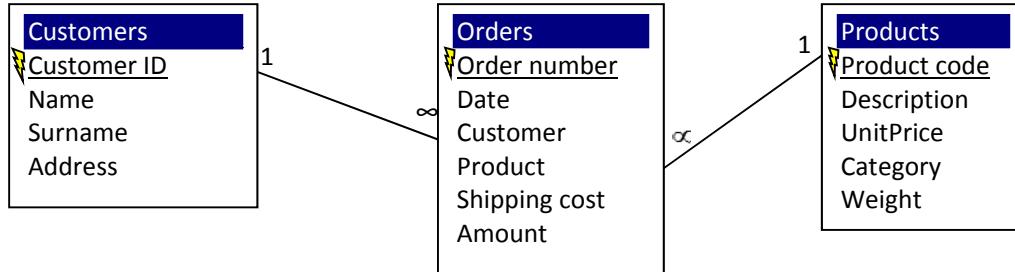 Customers
Customer ID
Name
Surname
Address
1
∞
Orders
Order number
Date
Customer
Product
Shipping cost
Amount
∝
1
Products
Product code
Description
UnitPrice
Category
Weight